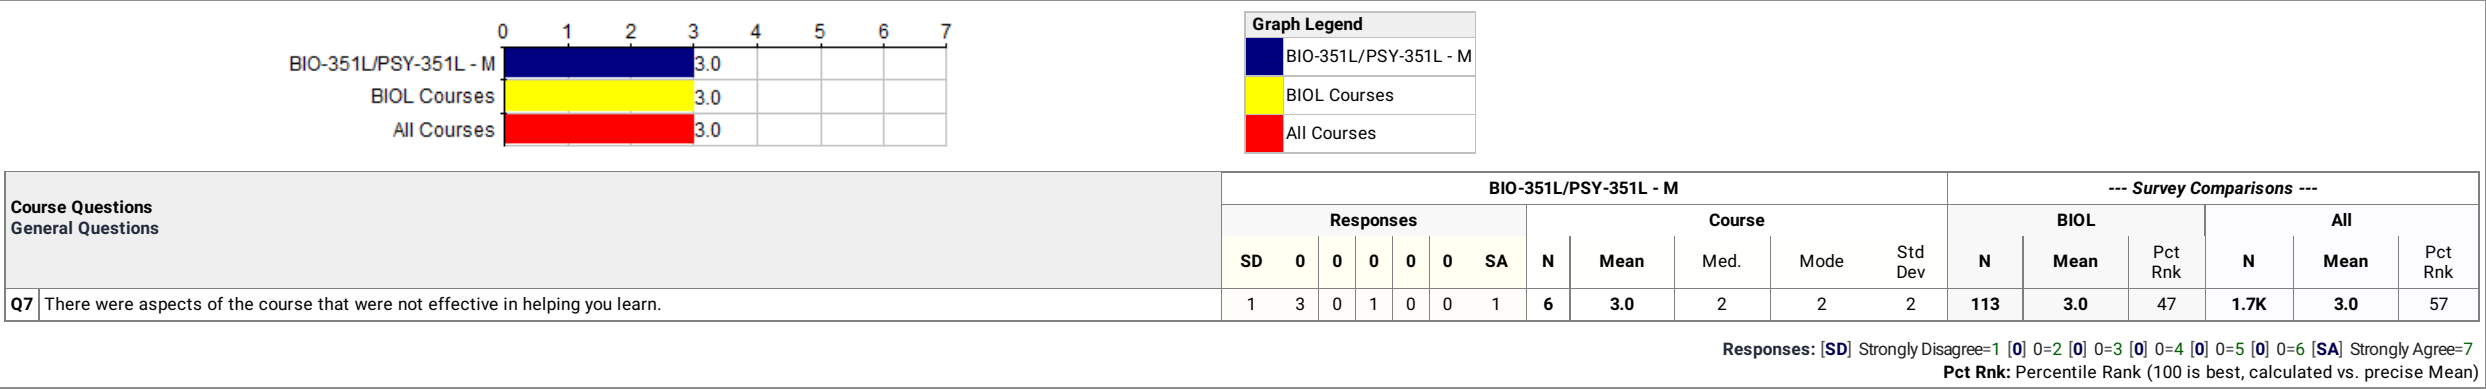 0 1 2 3 4 5 6 7
BIO-351L/PSY-351L - M 3.0
BIOL Courses 3.0
All Courses 3.0
Graph Legend
BIO-351L/PSY-351L - M
BIOL Courses
All Courses
Course Questions
General Questions
BIO-351L/PSY-351L - M --- Survey Comparisons ---
Responses Course BIOL All
SD 0 0 0 0 0 SA N Mean Med. Mode Std Dev N Mean Pct Rnk N Mean Pct Rnk
Q7 There were aspects of the course that were not effective in helping you learn. 1 3 0 1 0 0 1 6 3.0 2 2 2 113 3.0 47 1.7K 3.0 57
Responses: [SD] Strongly Disagree=1 [0] 0=2 [0] 0=3 [0] 0=4 [0] 0=5 [0] 0=6 [SA] Strongly Agree=7
Pct Rnk: Percentile Rank (100 is best, calculated vs. precise Mean)